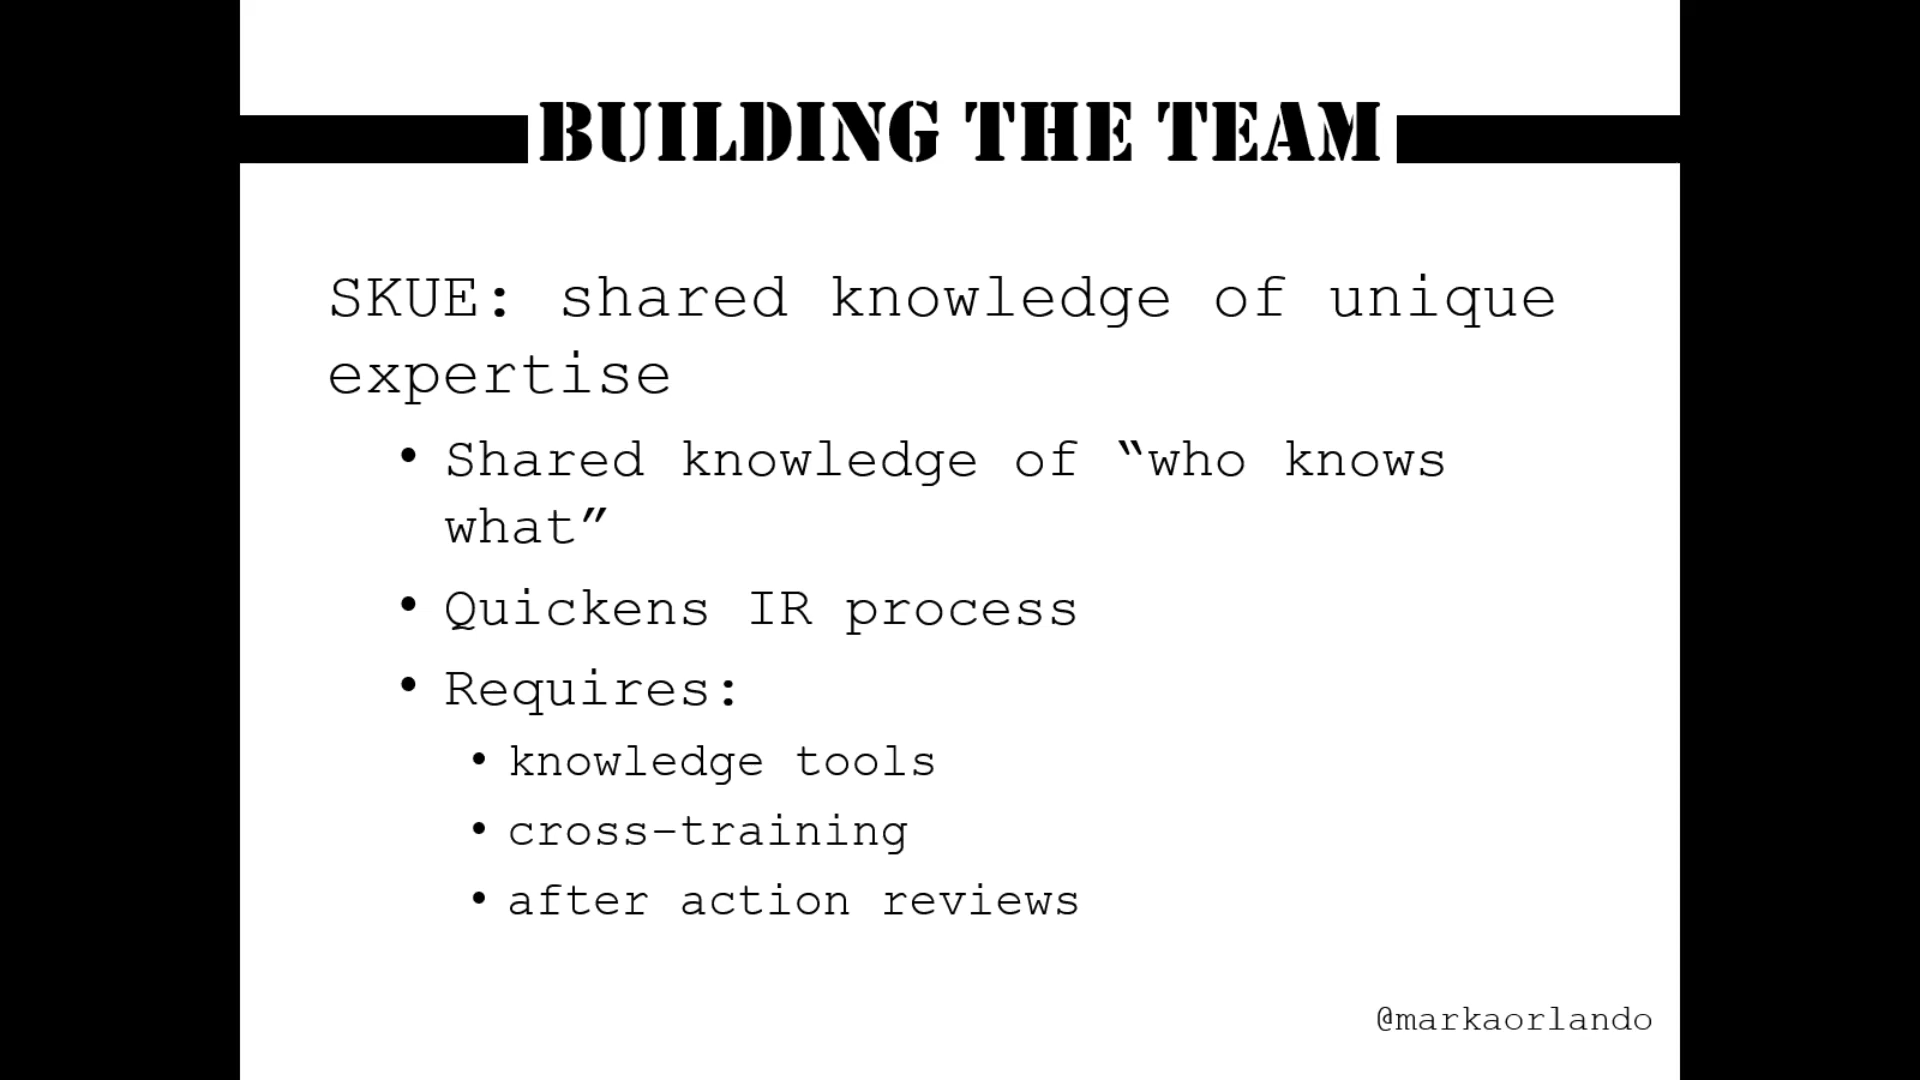 BUILDING THE TEAM
SKUE: shared knowledge of unique
expertise
• Shared knowledge of “who knows
what”
• Quickens IR process
• Requires:
• knowledge tools
• cross-training
• after action reviews
@markaorlando